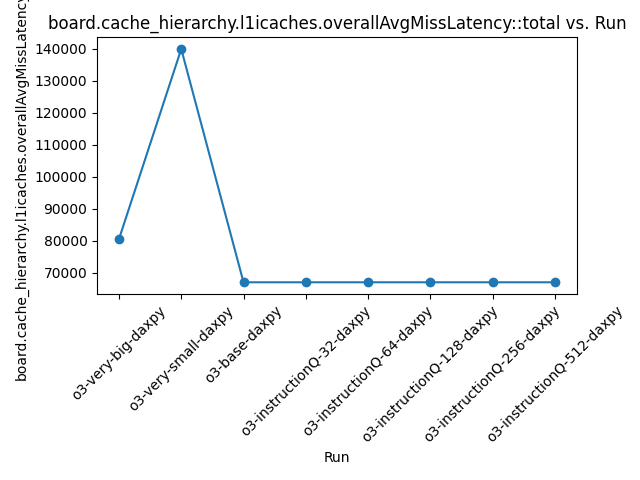 board.cache_hierarchy.l1icaches.overallAvgMissLatency::total vs. Run
board.cache_hierarchy.l1icaches.overallAvgMissLatency
140000
130000
120000
110000
100000
90000
80000
70000
o3-very-big-daxpy
o3-very-small-daxpy
o3-base-daxpy
o3-instructionQ-32-daxpy
o3-instructionQ-64-daxpy
o3-instructionQ-128-daxpy
o3-instructionQ-256-daxpy
o3-instructionQ-512-daxpy
Run